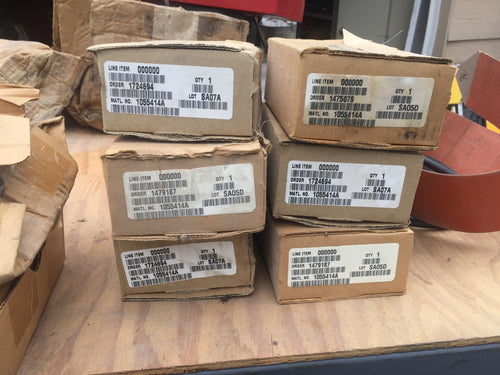 LINE ITEM 000000
QTY 1
ORDER 1724694
LOT SA07A
MATL NO. 1055414A
LINE ITEM 000000
QTY 1
ORDER 1475079
LOT SA05D
MATL NO. 1055414A
LINE ITEM 000000
QTY 1
ORDER 1479187
LOT SA05D
MATL NO. 1055414A
LINE ITEM 000000
QTY 1
ORDER 1724694
LOT SA07A
MATL NO. 1055414A
LINE ITEM 000000
QTY 1
ORDER 1724694
LOT SA07A
MATL NO. 1055414A
LINE ITEM 000000
QTY 1
ORDER 1479187
LOT SA05D
MATL NO. 1055414A